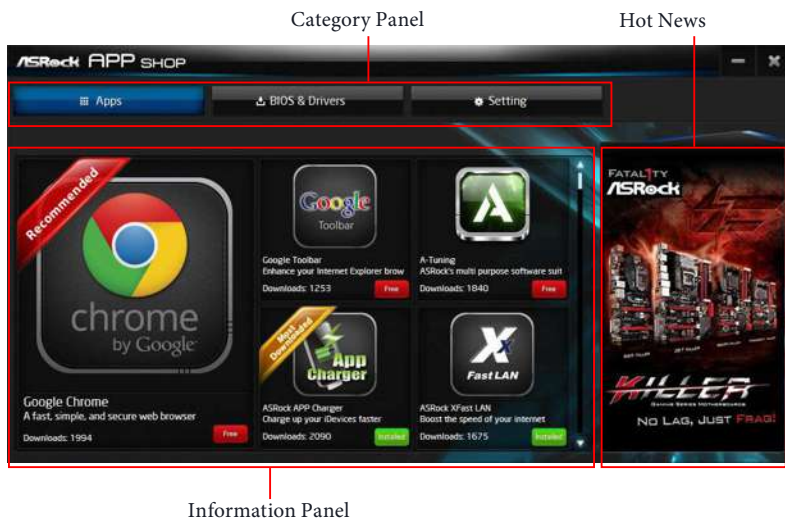 Category Panel
Hot News
ASRock APP SHOP
Apps
BIOS & Drivers
Setting
Recommended
chrome
by Google
Google Chrome
A fast, simple, and secure web browser
Downloads: 1994
Free
Google
Toolbar
Google Toolbar
Enhance your Internet Explorer brow
Downloads: 1253
Free
A
A-Tuning
ASRock's multi purpose software suit
Downloads: 1840
Free
Most
Downloaded
App
Charger
ASRock APP Charger
Charge up your iDevices faster
Downloads: 2090
Installed
X
Fast LAN
ASRock XFast LAN
Boost the speed of your internet
Downloads: 1675
Installed
FATAL1TY
ASRock
KILLER
GAMING SERIES MOTHERBOARDS
NO LAG, JUST FRAG!
Information Panel